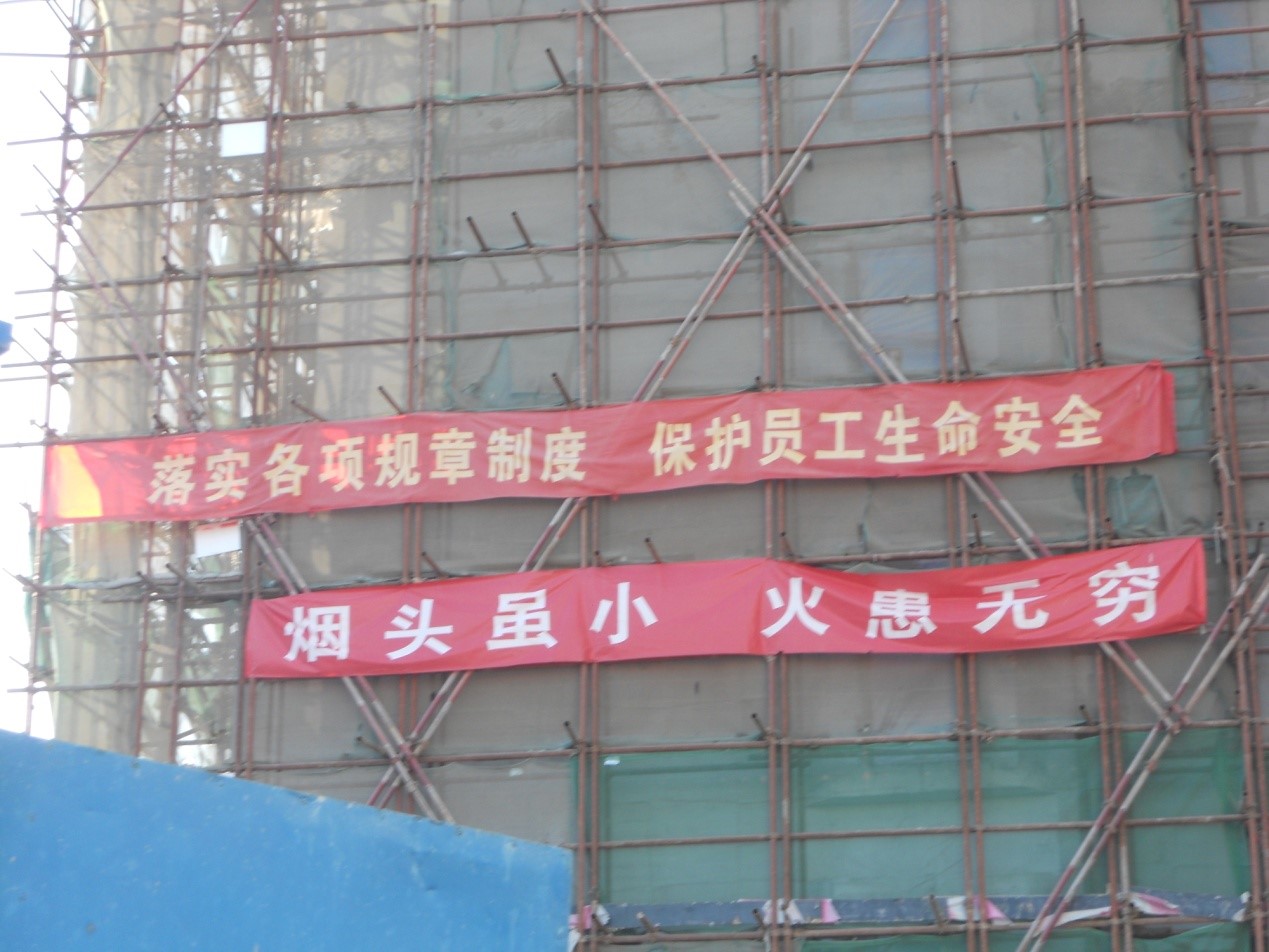 落实各项规章制度 保护员工生命安全
烟头虽小 火患无穷